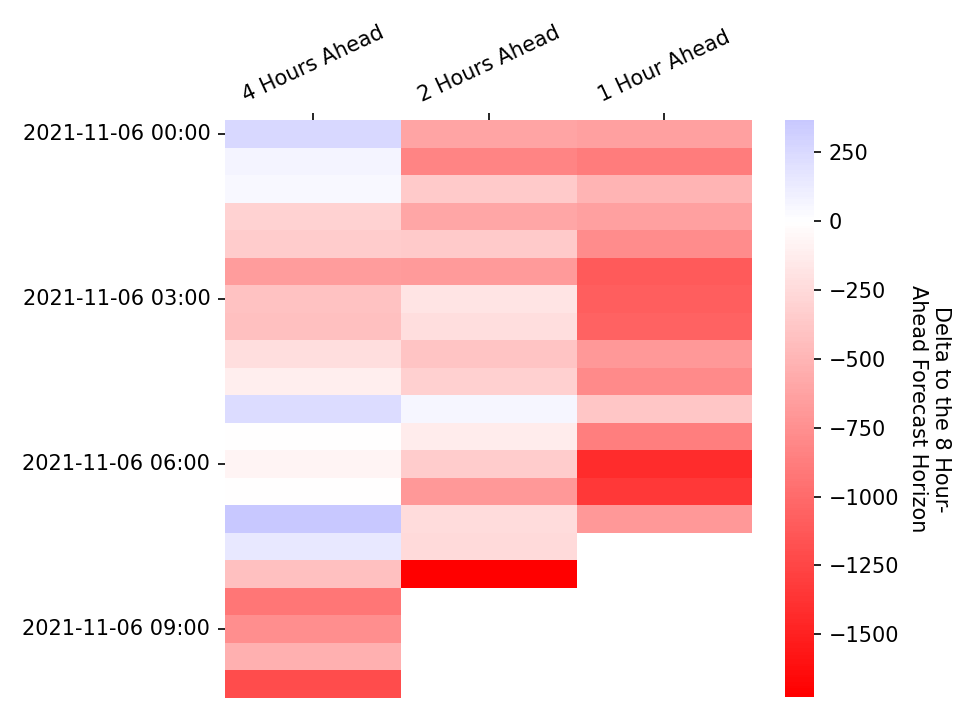 4 Hours Ahead
2 Hours Ahead
1 Hour Ahead
2021-11-06 00:00
2021-11-06 03:00
2021-11-06 06:00
2021-11-06 09:00
250
0
−250
−500
−750
−1000
−1250
−1500
Delta to the 8 Hour-
Ahead Forecast Horizon